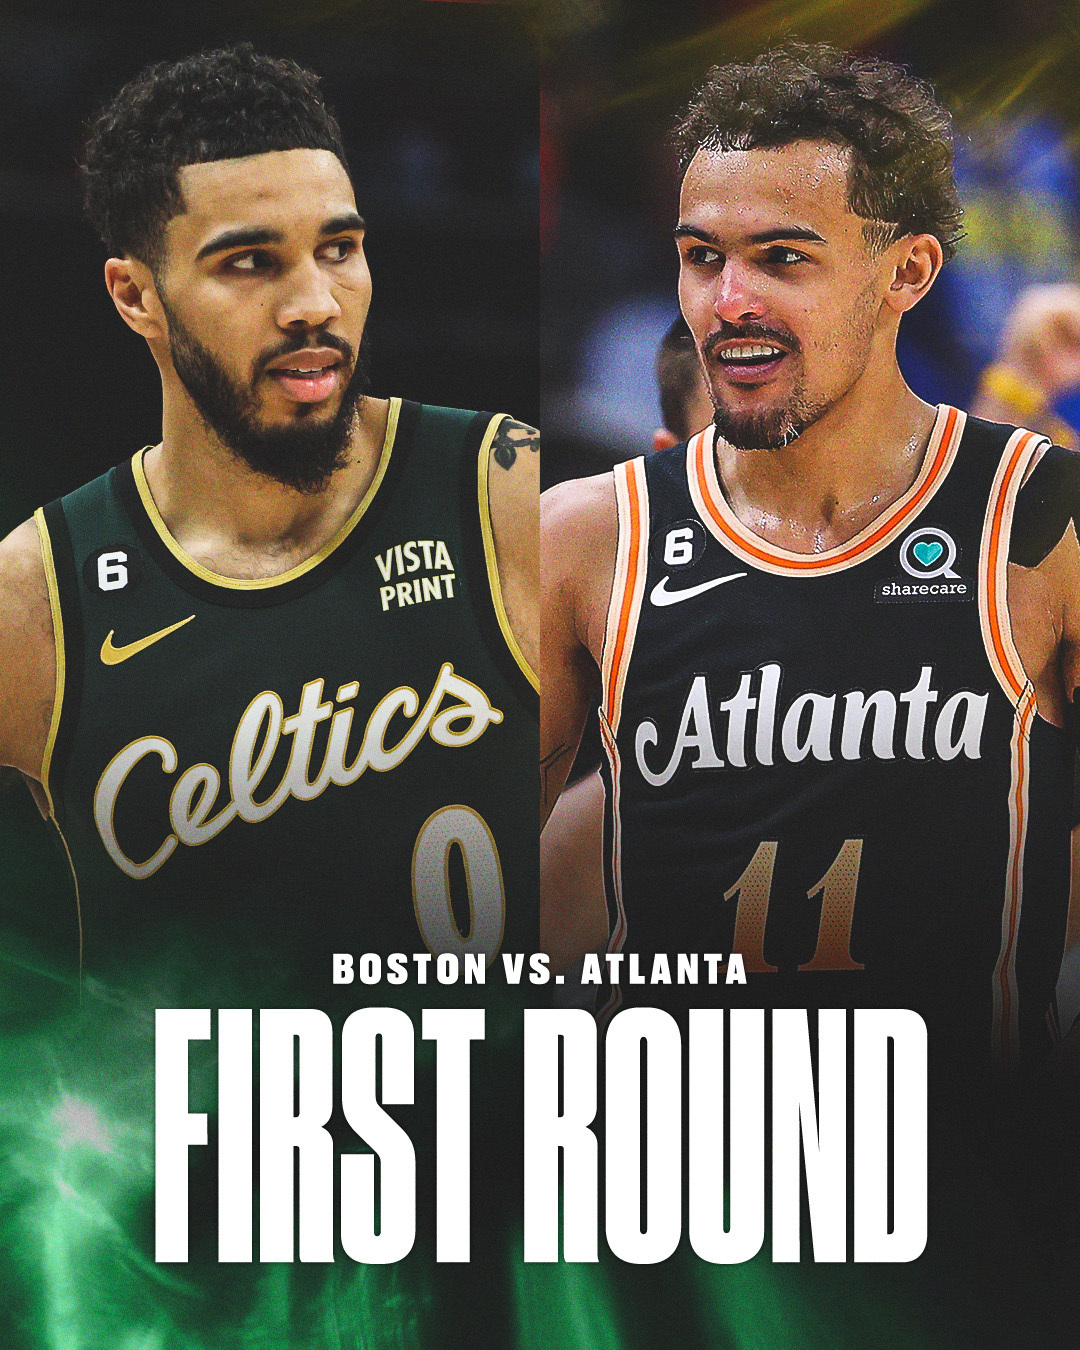 6
VISTA
PRINT
Celtics
0
6
sharecare
Atlanta
11
BOSTON VS. ATLANTA
FIRST ROUND